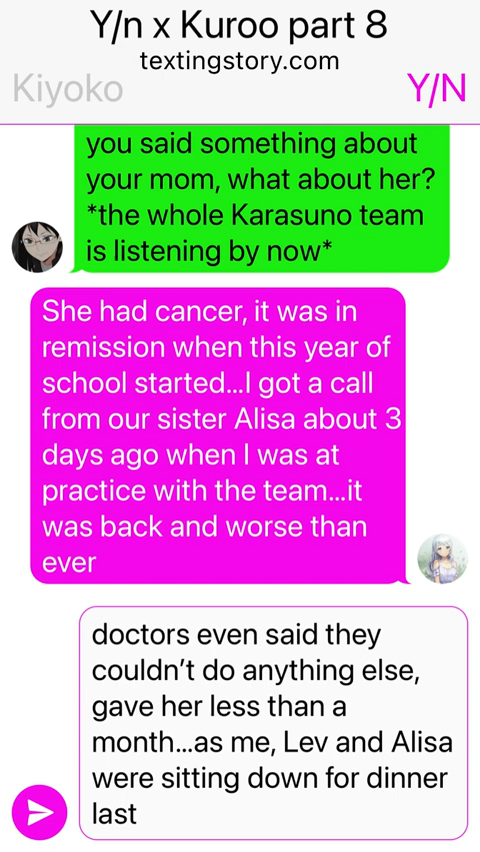 Y/n x Kuroo part 8
textingstory.com
Kiyoko
Y/N
you said something about
your mom, what about her?
*the whole Karasuno team
is listening by now*
She had cancer, it was in
remission when this year of
school started...I got a call
from our sister Alisa about 3
days ago when I was at
practice with the team...it
was back and worse than
ever
doctors even said they
couldn't do anything else,
gave her less than a
month...as me, Lev and Alisa
were sitting down for dinner
last